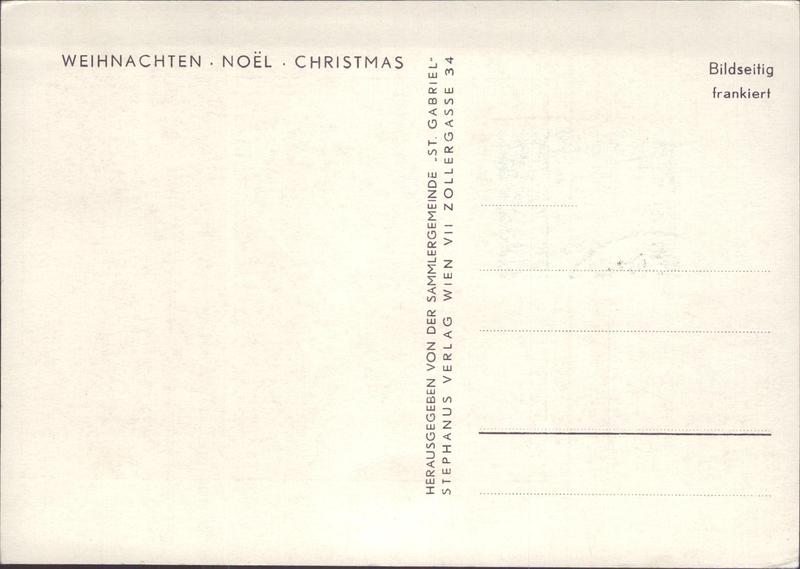 WEIHNACHTEN · NOËL · CHRISTMAS
HERAUSGEGEBEN VON DER SAMMLERGEMEINDE „ST. GABRIEL“
STEPHANUS VERLAG WIEN VII ZOLLERGASSE 34
Bildseitig
frankiert